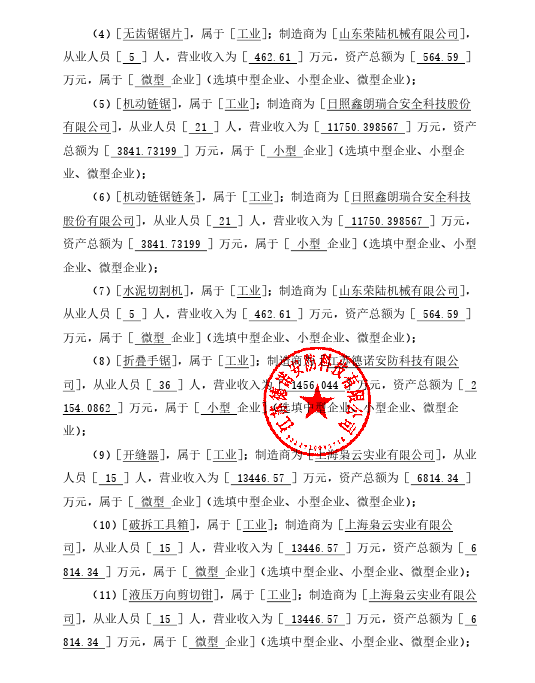 （4）［无齿锯锯片］，属于［工业］；制造商为［山东荣陆机械有限公司］，
从业人员［ 5 ］人，营业收入为［ 462.61 ］万元，资产总额为［ 564.59 ］
万元，属于［ 微型 企业］（选填中型企业、小型企业、微型企业）；
（5）［机动链锯］，属于［工业］；制造商为［日照鑫朗瑞合安全科技股份
有限公司］，从业人员［ 21 ］人，营业收入为［ 11750.398567 ］万元，资产
总额为［ 3841.73199 ］万元，属于［ 小型 企业］（选填中型企业、小型企
业、微型企业）；
（6）［机动链锯链条］，属于［工业］；制造商为［日照鑫朗瑞合安全科技
股份有限公司］，从业人员［ 21 ］人，营业收入为［ 11750.398567 ］万元，
资产总额为［ 3841.73199 ］万元，属于［ 小型 企业］（选填中型企业、小型
企业、微型企业）；
（7）［水泥切割机］，属于［工业］；制造商为［山东荣陆机械有限公司］，
从业人员［ 5 ］人，营业收入为［ 462.61 ］万元，资产总额为［ 564.59 ］
万元，属于［ 微型 企业］（选填中型企业、小型企业、微型企业）；
（8）［折叠手锯］，属于［工业］；制造商为［江苏德诺安防科技有限公
司］，从业人员［ 36 ］人，营业收入为［ 1456.044 ］万元，资产总额为［ 2
154.0862 ］万元，属于［ 小型 企业］（选填中型企业、小型企业、微型企
业）；
（9）［开缝器］，属于［工业］；制造商为［上海枭云实业有限公司］，从业
人员［ 15 ］人，营业收入为［ 13446.57 ］万元，资产总额为［ 6814.34 ］
万元，属于［ 微型 企业］（选填中型企业、小型企业、微型企业）；
（10）［破拆工具箱］，属于［工业］；制造商为［上海枭云实业有限公
司］，从业人员［ 15 ］人，营业收入为［ 13446.57 ］万元，资产总额为［ 6
814.34 ］万元，属于［ 微型 企业］（选填中型企业、小型企业、微型企业）；
（11）［液压万向剪切钳］，属于［工业］；制造商为［上海枭云实业有限公
司］，从业人员［ 15 ］人，营业收入为［ 13446.57 ］万元，资产总额为［ 6
814.34 ］万元，属于［ 微型 企业］（选填中型企业、小型企业、微型企业）；
江苏德诺安防科技有限公司